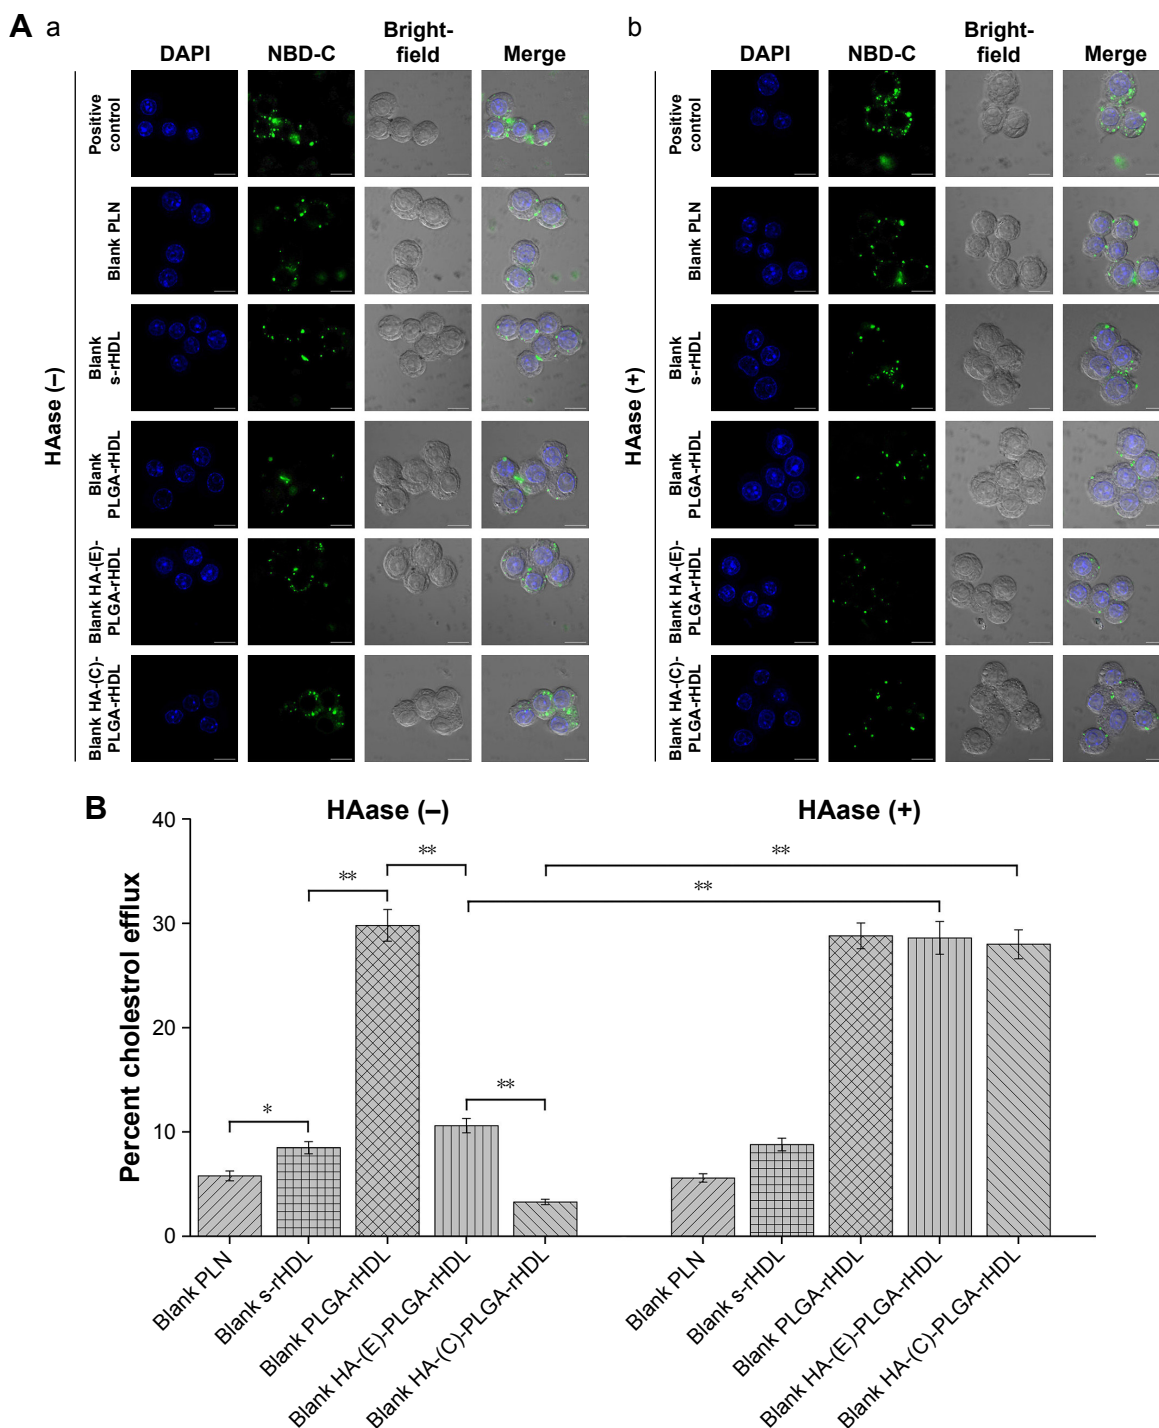 A a
DAPI
NBD-C
Bright-
field
Merge
HAase (–)
Positive
control
Blank PLN
Blank
s-rHDL
Blank
PLGA-rHDL
Blank HA-(E)-
PLGA-rHDL
Blank HA-(C)-
PLGA-rHDL
b
DAPI
NBD-C
Bright-
field
Merge
HAase (+)
Positive
control
Blank PLN
Blank
s-rHDL
Blank
PLGA-rHDL
Blank HA-(E)-
PLGA-rHDL
Blank HA-(C)-
PLGA-rHDL
B
HAase (–)
HAase (+)
Percent cholestrol efflux
40
30
20
10
0
*
**
**
**
**
**
Blank PLN
Blank s-rHDL
Blank PLGA-rHDL
Blank HA-(E)-PLGA-rHDL
Blank HA-(C)-PLGA-rHDL
Blank PLN
Blank s-rHDL
Blank PLGA-rHDL
Blank HA-(E)-PLGA-rHDL
Blank HA-(C)-PLGA-rHDL